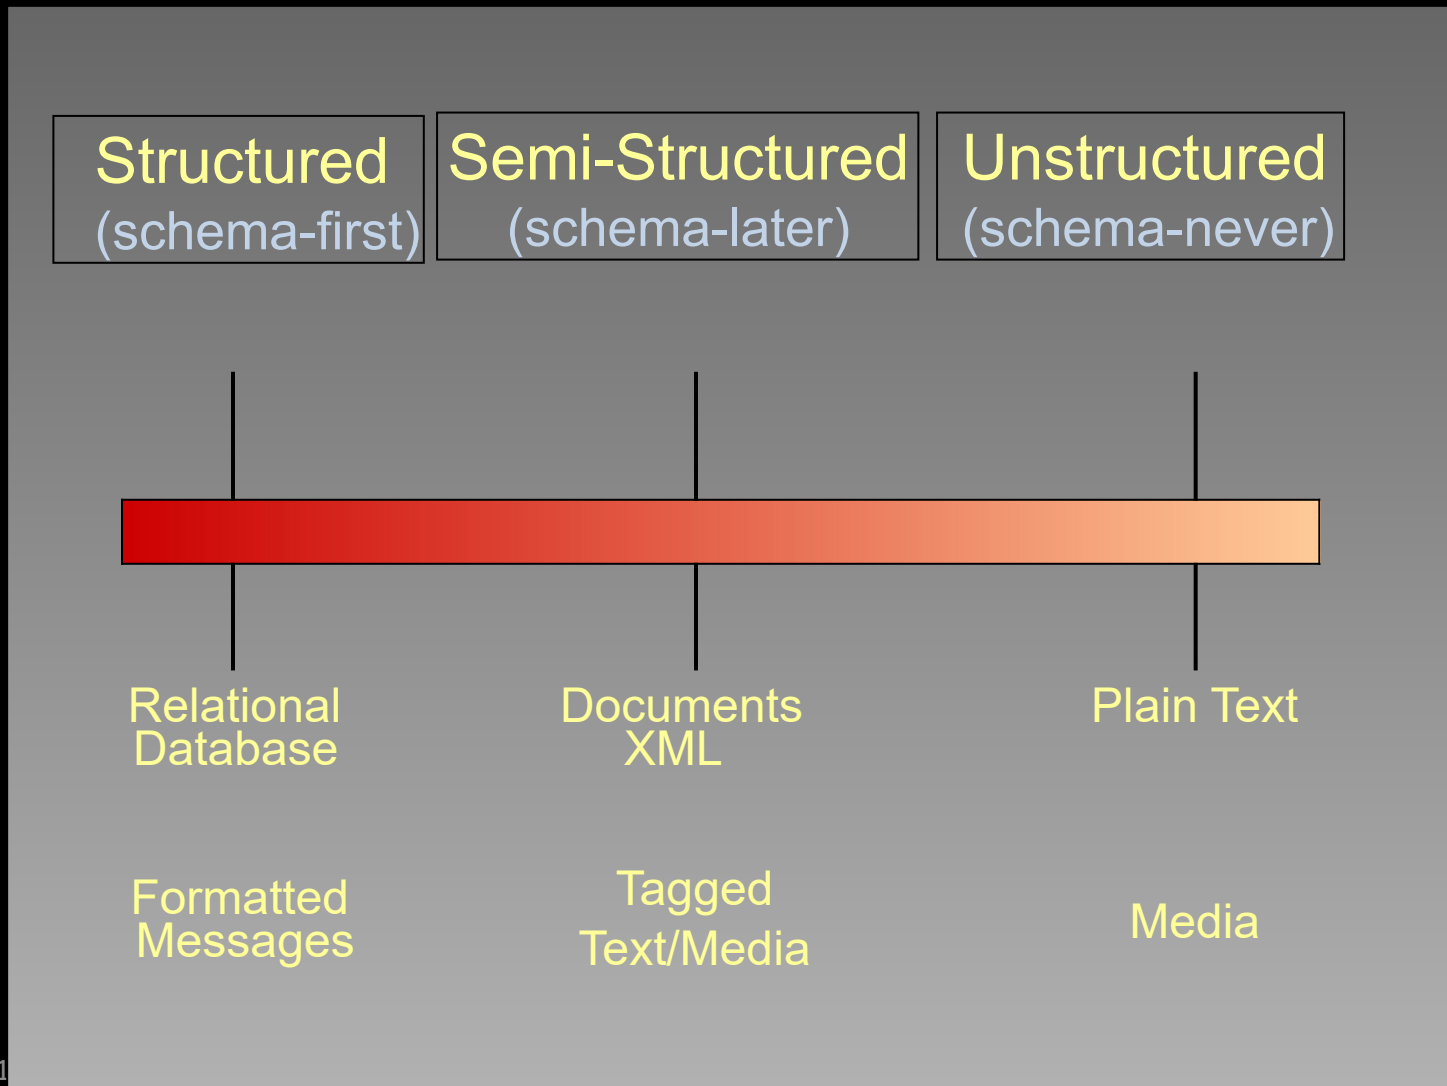 Structured
(schema-first)
Semi-Structured
(schema-later)
Unstructured
(schema-never)
Relational
Database
Documents
XML
Plain Text
Formatted
Messages
Tagged
Text/Media
Media
1